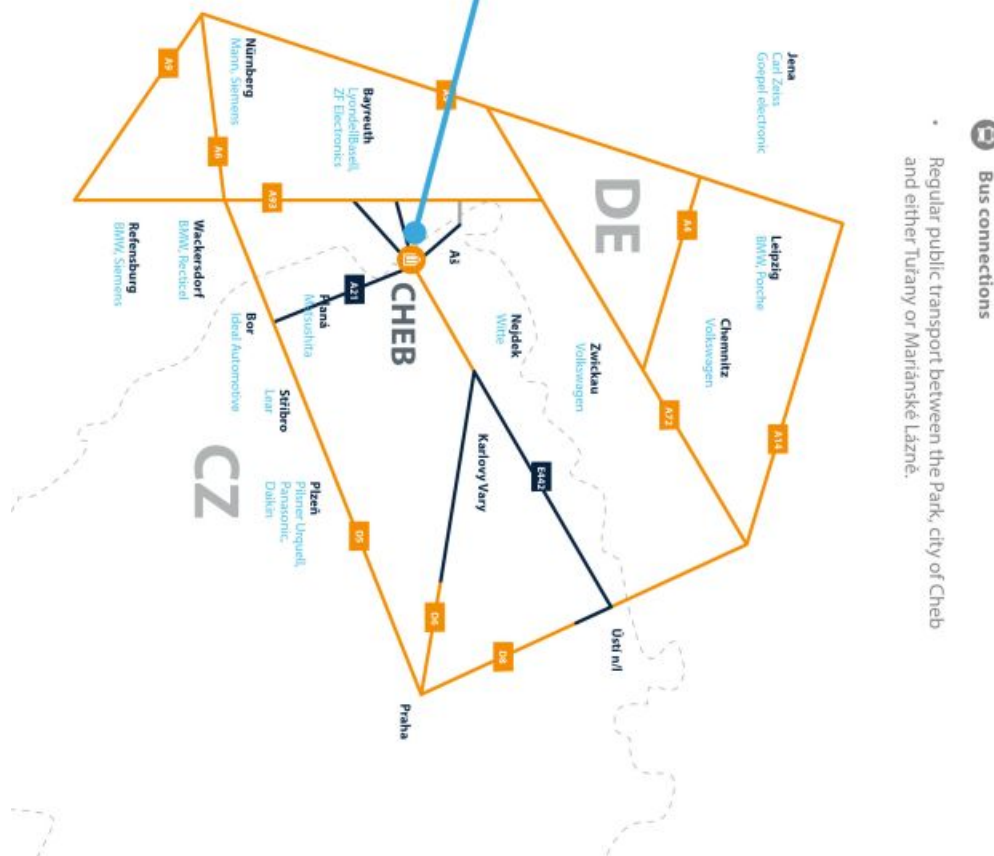 Bus connections
• Regular public transport between the Park, city of Cheb
and either Tuřany or Mariánské Lázně.
Jena
Carl Zeiss
Goepel electronic
Leipzig
BMW, Porche
A14
A4
Chemnitz
Volkswagen
DE
A72
Zwickau
Volkswagen
Ústí n/l
E442
Nejdek
Witte
D8
A9
Aš
Karlovy Vary
D6
CHEB
Praha
Bayreuth
LyondellBasell,
ZF Electronics
A21
D5
Planá
Matsushita
Plzeň
Pilsner Urquell,
Panasonic,
Daikin
Stříbro
Lear
A93
Nürnberg
Mann, Siemens
Bor
Ideal Automotive
CZ
A6
Wackersdorf
BMW, Recticel
A9
Refensburg
BMW, Siemens